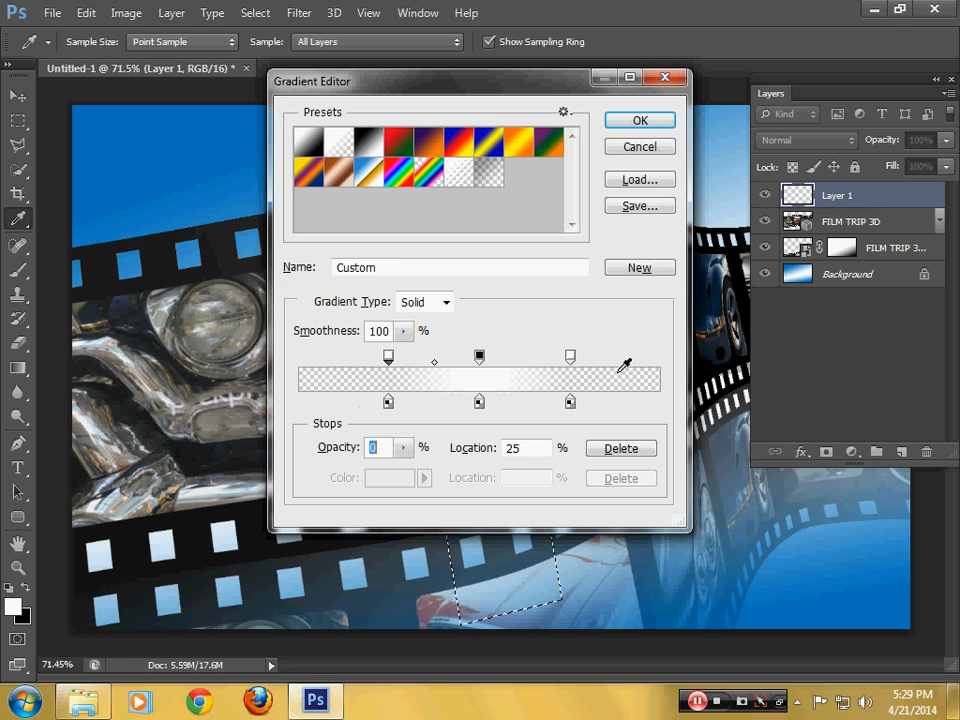 Ps File Edit Image Layer Type Select Filter 3D View Window Help
Sample Size: Point Sample Sample: All Layers Show Sampling Ring
Untitled-1 @ 71.5% (Layer 1, RGB/16) *
Gradient Editor
Presets
OK
Cancel
Load...
Save...
Name: Custom
New
Gradient Type: Solid
Smoothness: 100 %
Stops
Opacity: 0 % Location: 25 % Delete
Color: Location: % Delete
Layers
Kind
Normal Opacity: 100%
Lock: Fill: 100%
Layer 1
FILM TRIP 3D
FILM TRIP 3...
Background
71.45% Doc: 5.59M/17.6M
Ps
5:29 PM
4/21/2014